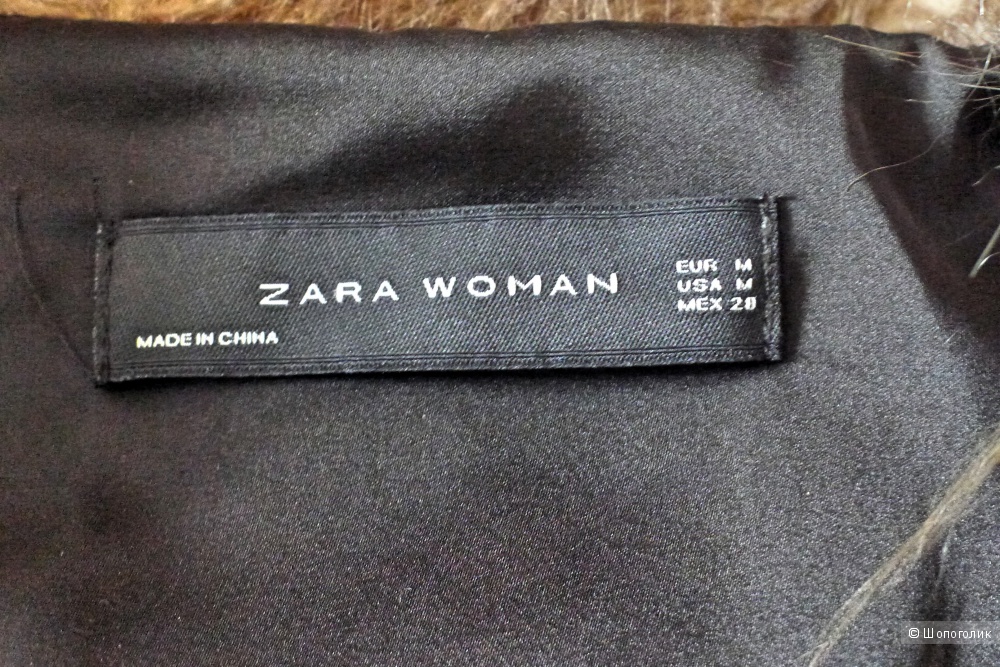 ZARA WOMAN
EUR M
USA M
MEX 28
MADE IN CHINA
© Шопоголик